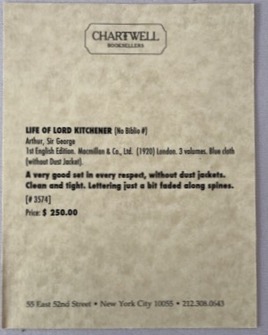 CHARTWELL
BOOKSELLERS
LIFE OF LORD KITCHENER (No Biblio #)
Arthur, Sir George
1st English Edition. Macmillan & Co., Ltd. (1920) London. 3 volumes. Blue cloth
(without Dust Jacket).
A very good set in every respect, without dust jackets.
Clean and tight. Lettering just a bit faded along spines.
[# 3574]
Price: $ 250.00
55 East 52nd Street • New York City 10055 • 212.308.0643